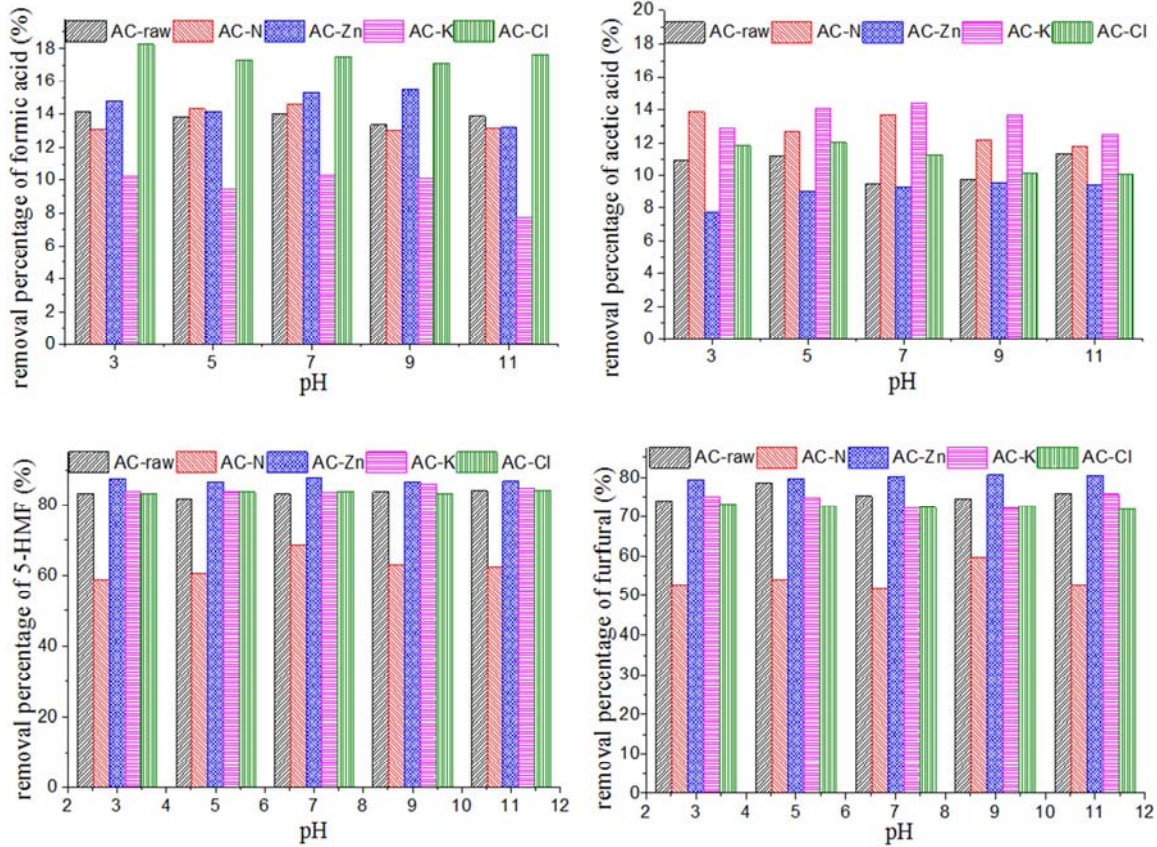 AC-raw AC-N AC-Zn AC-K AC-Cl
removal percentage of formic acid (%)
18
16
14
12
10
8
6
4
2
0
3 5 7 9 11
pH
AC-raw AC-N AC-Zn AC-K AC-Cl
removal percentage of acetic acid (%)
20
18
16
14
12
10
8
6
4
2
0
3 5 7 9 11
pH
AC-raw AC-N AC-Zn AC-K AC-Cl
removal percentage of 5-HMF (%)
80
60
40
20
0
2 3 4 5 6 7 8 9 10 11 12
pH
AC-raw AC-N AC-Zn AC-K AC-Cl
removal percentage of furfural (%)
80
70
60
50
40
30
20
10
0
2 3 4 5 6 7 8 9 10 11 12
pH